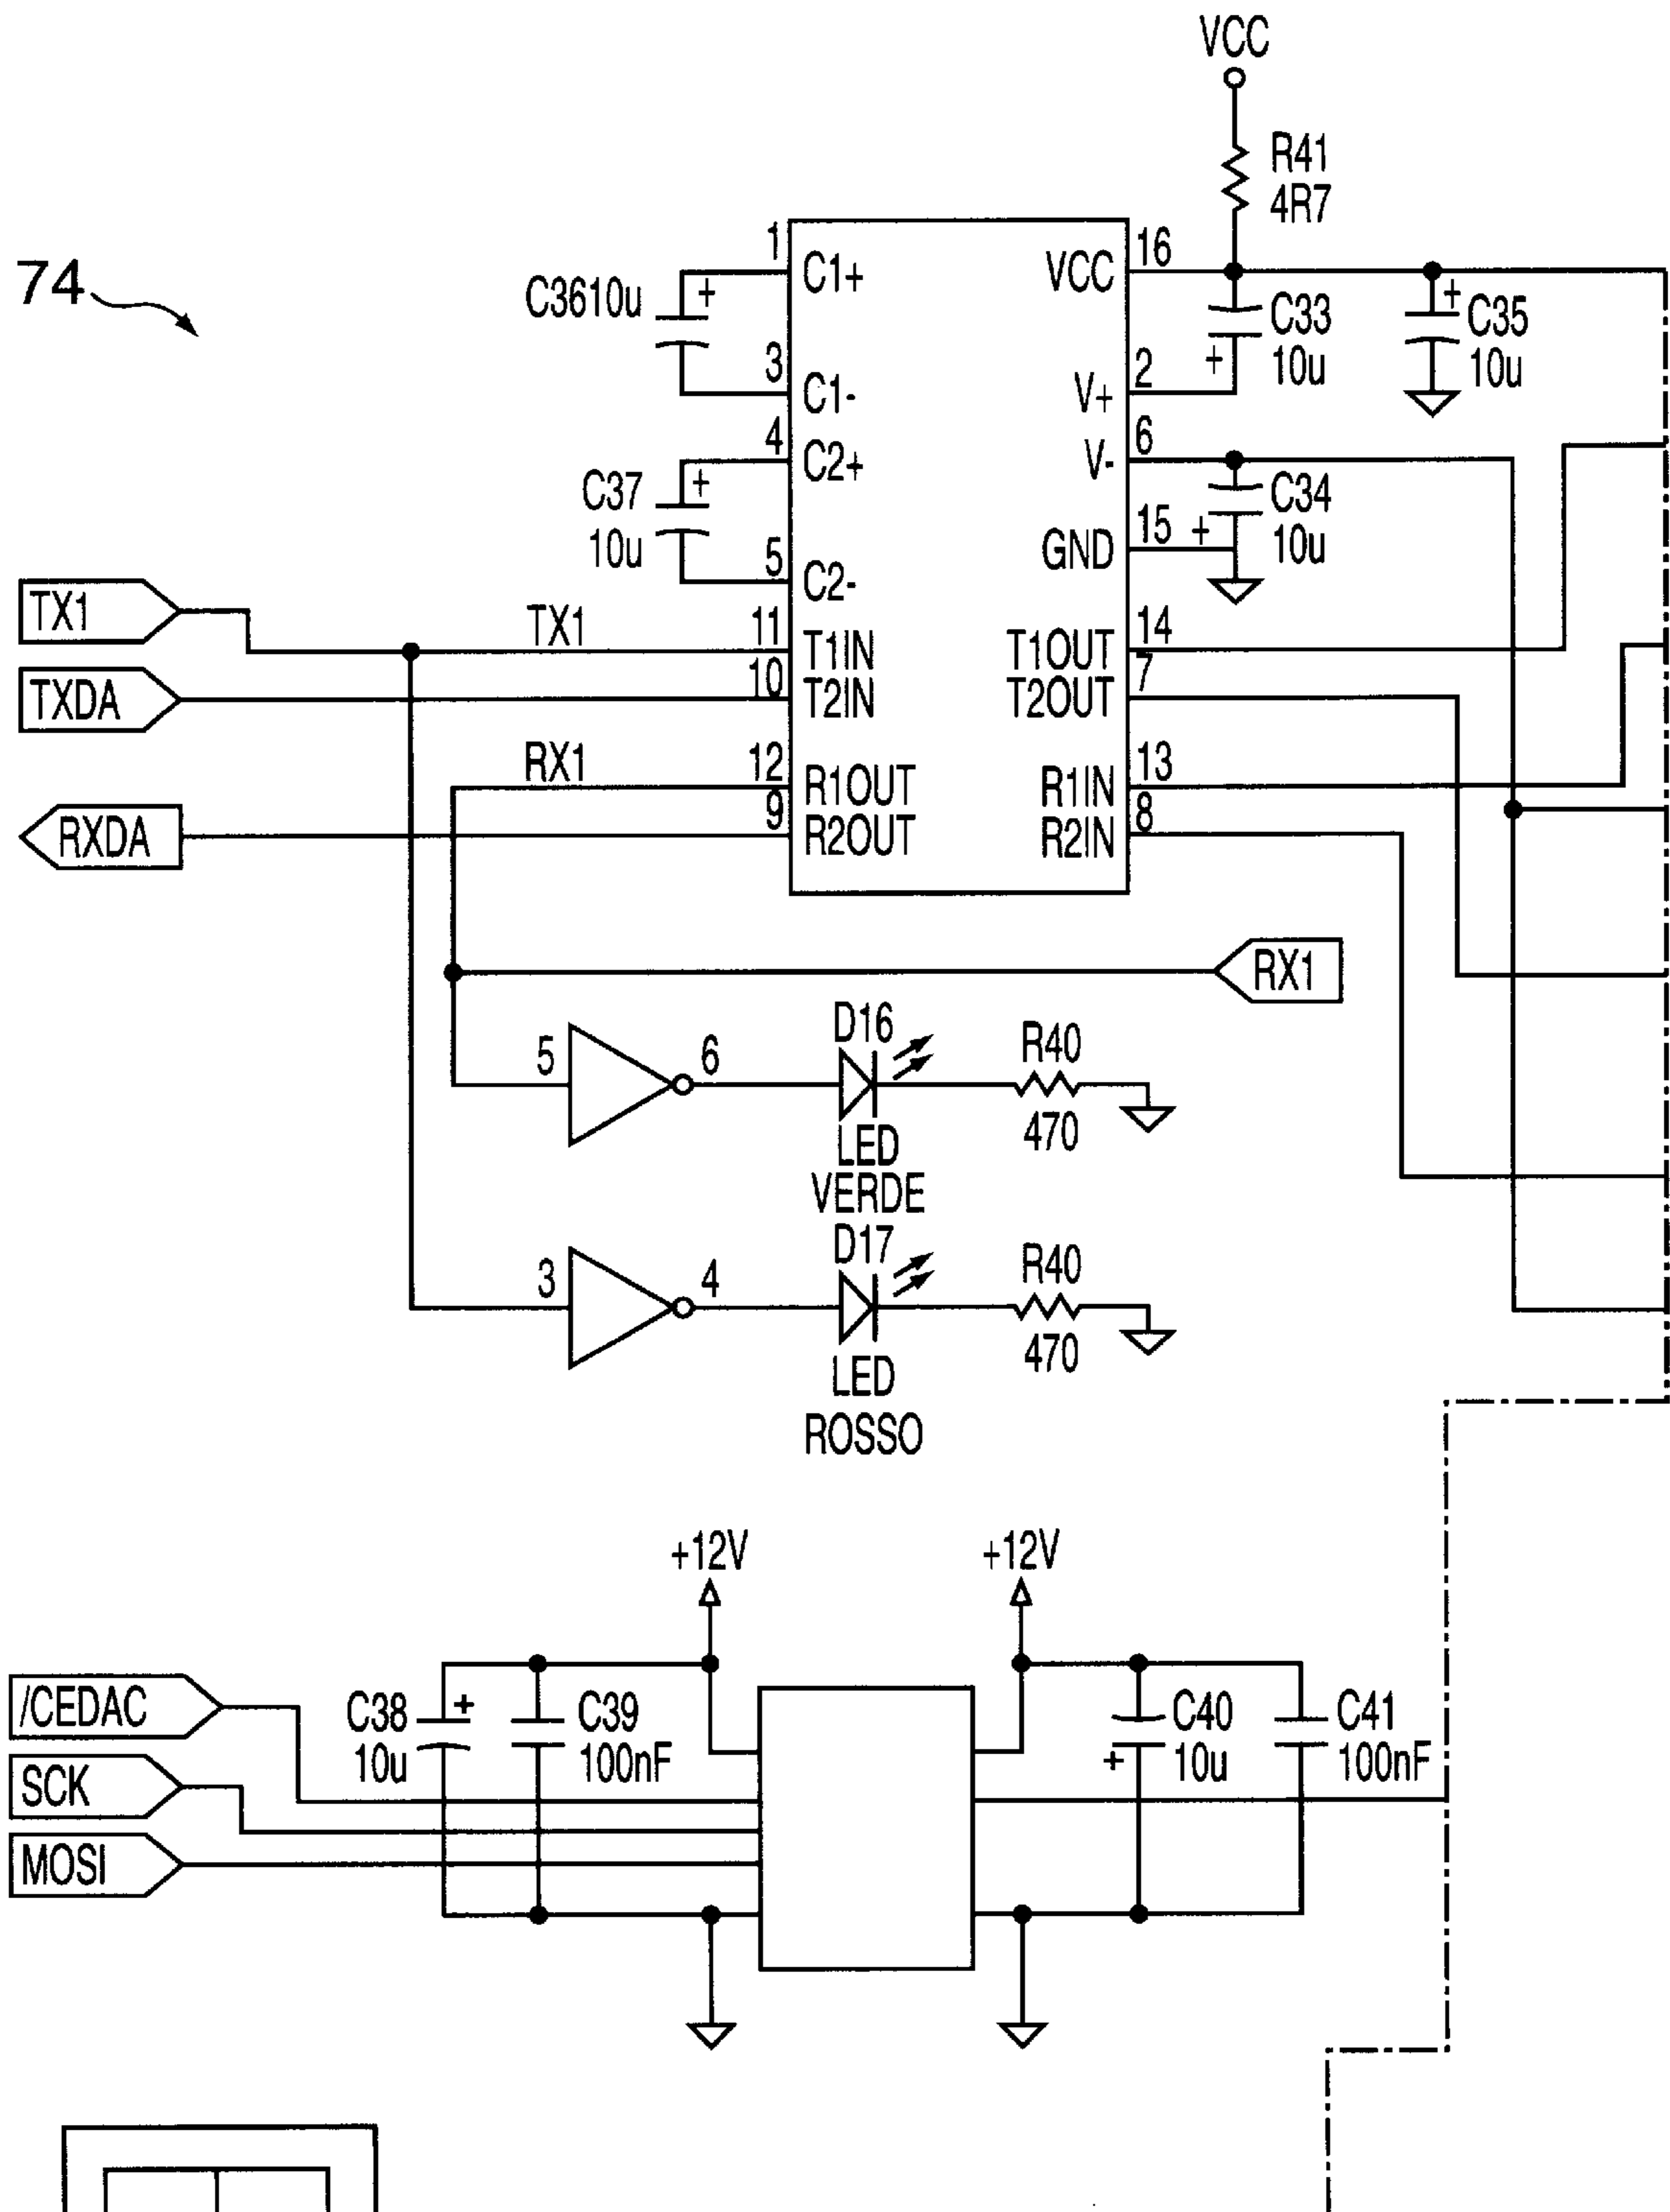 VCC
R41
4R7
74
1
C1+
VCC
16
C3610u
+
C33
10u
+
+
C35
10u
3
C1-
V+
2
4
C2+
V-
6
C37
10u
+
C34
10u
+
5
C2-
GND
15
TX1
TX1
11
T1IN
T1OUT
14
TXDA
10
T2IN
T2OUT
7
RX1
12
R1OUT
R1IN
13
RXDA
9
R2OUT
R2IN
8
RX1
5
6
D16
LED
VERDE
R40
470
3
4
D17
LED
ROSSO
R40
470
+12V
+12V
/CEDAC
SCK
MOSI
C38
10u
+
C39
100nF
C40
10u
+
C41
100nF